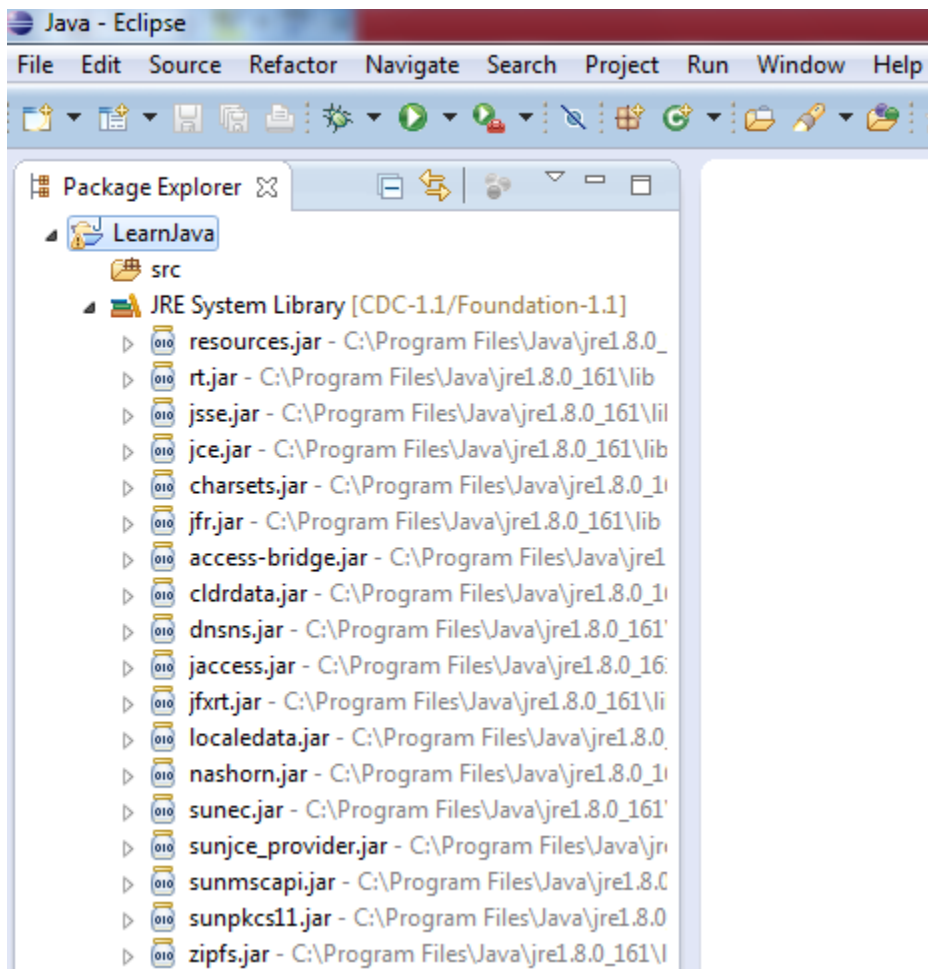 Java - Eclipse
File Edit Source Refactor Navigate Search Project Run Window Help
Package Explorer
LearnJava
src
JRE System Library [CDC-1.1/Foundation-1.1]
resources.jar - C:\Program Files\Java\jre1.8.0_
rt.jar - C:\Program Files\Java\jre1.8.0_161\lib
jsse.jar - C:\Program Files\Java\jre1.8.0_161\lil
jce.jar - C:\Program Files\Java\jre1.8.0_161\lib
charsets.jar - C:\Program Files\Java\jre1.8.0_1
jfr.jar - C:\Program Files\Java\jre1.8.0_161\lib
access-bridge.jar - C:\Program Files\Java\jre1
cldrdata.jar - C:\Program Files\Java\jre1.8.0_1
dnsns.jar - C:\Program Files\Java\jre1.8.0_161
jaccess.jar - C:\Program Files\Java\jre1.8.0_16
jfxrt.jar - C:\Program Files\Java\jre1.8.0_161\li
localedata.jar - C:\Program Files\Java\jre1.8.0
nashorn.jar - C:\Program Files\Java\jre1.8.0_1
sunec.jar - C:\Program Files\Java\jre1.8.0_161
sunjce_provider.jar - C:\Program Files\Java\jr
sunmscapi.jar - C:\Program Files\Java\jre1.8.0
sunpkcs11.jar - C:\Program Files\Java\jre1.8.0
zipfs.jar - C:\Program Files\Java\jre1.8.0_161\l